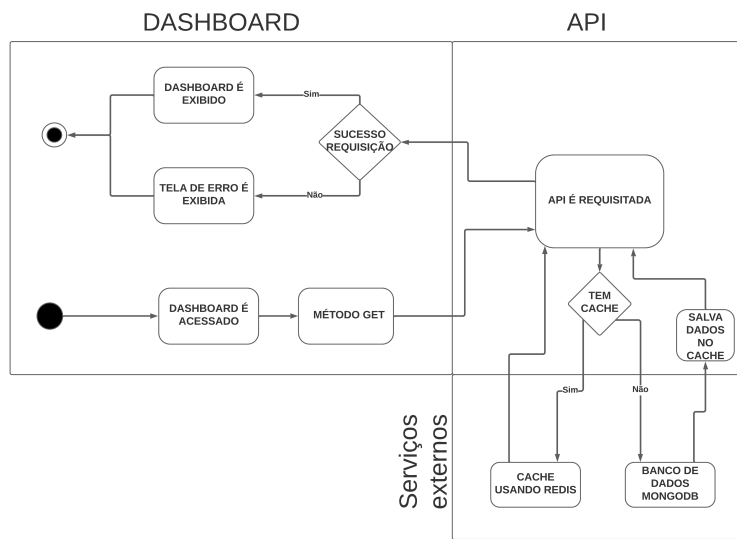 DASHBOARD
API
DASHBOARD É
EXIBIDO
Sim
SUCESSO
REQUISIÇÃO
TELA DE ERRO É
EXIBIDA
Não
API É REQUISITADA
DASHBOARD É
ACESSADO
MÉTODO GET
TEM
CACHE
SALVA
DADOS
NO
CACHE
Sim
Não
Serviços
externos
CACHE
USANDO REDIS
BANCO DE
DADOS
MONGODB